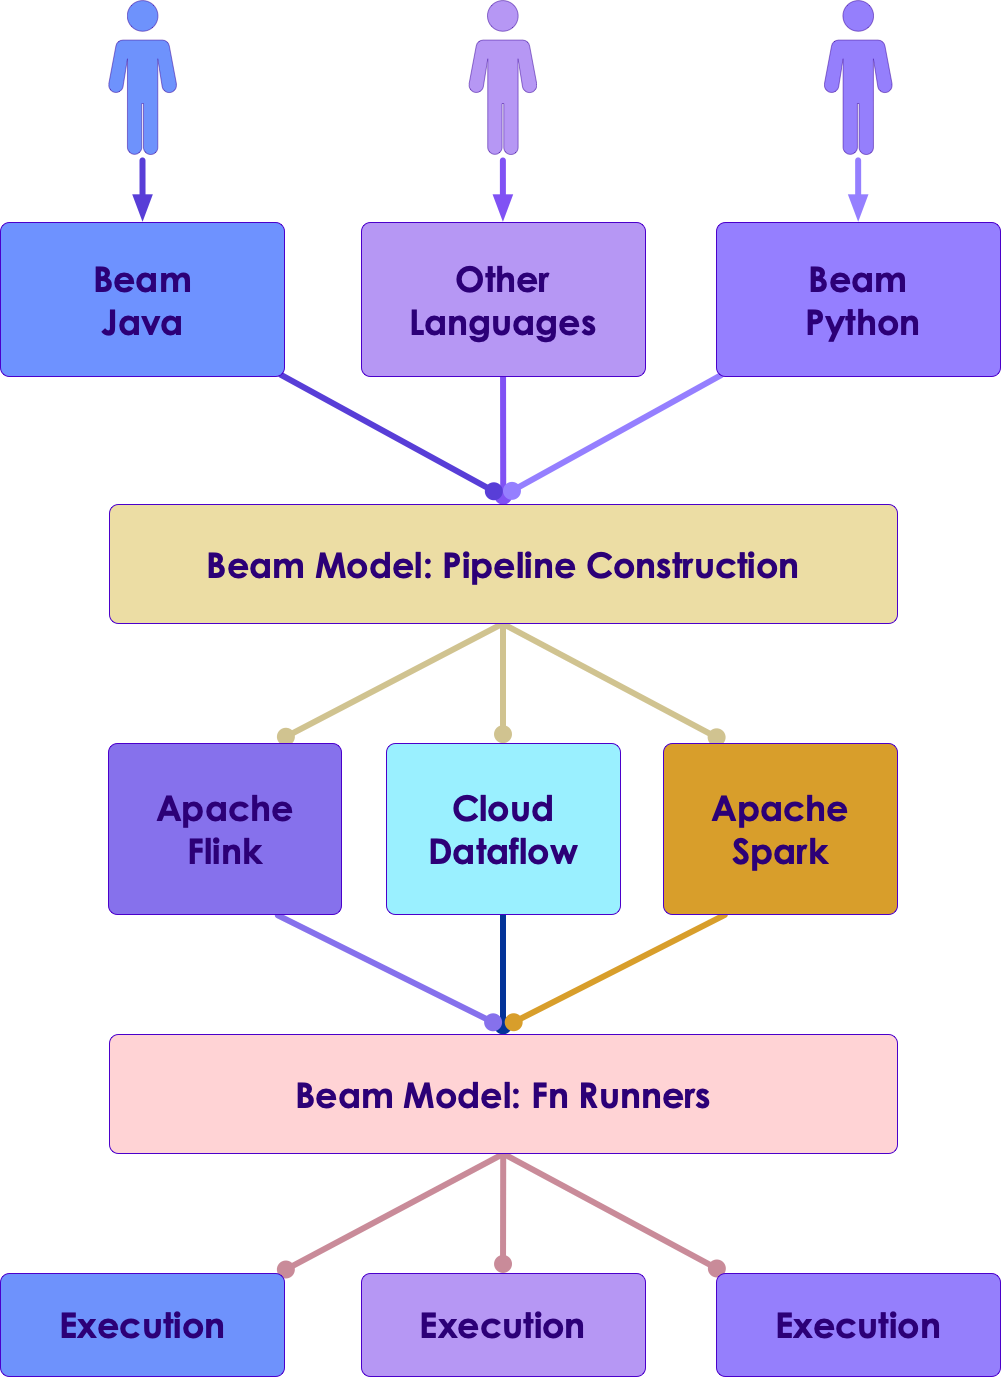 Beam
Java
Other
Languages
Beam
Python
Beam Model: Pipeline Construction
Apache
Flink
Cloud
Dataflow
Apache
Spark
Beam Model: Fn Runners
Execution
Execution
Execution